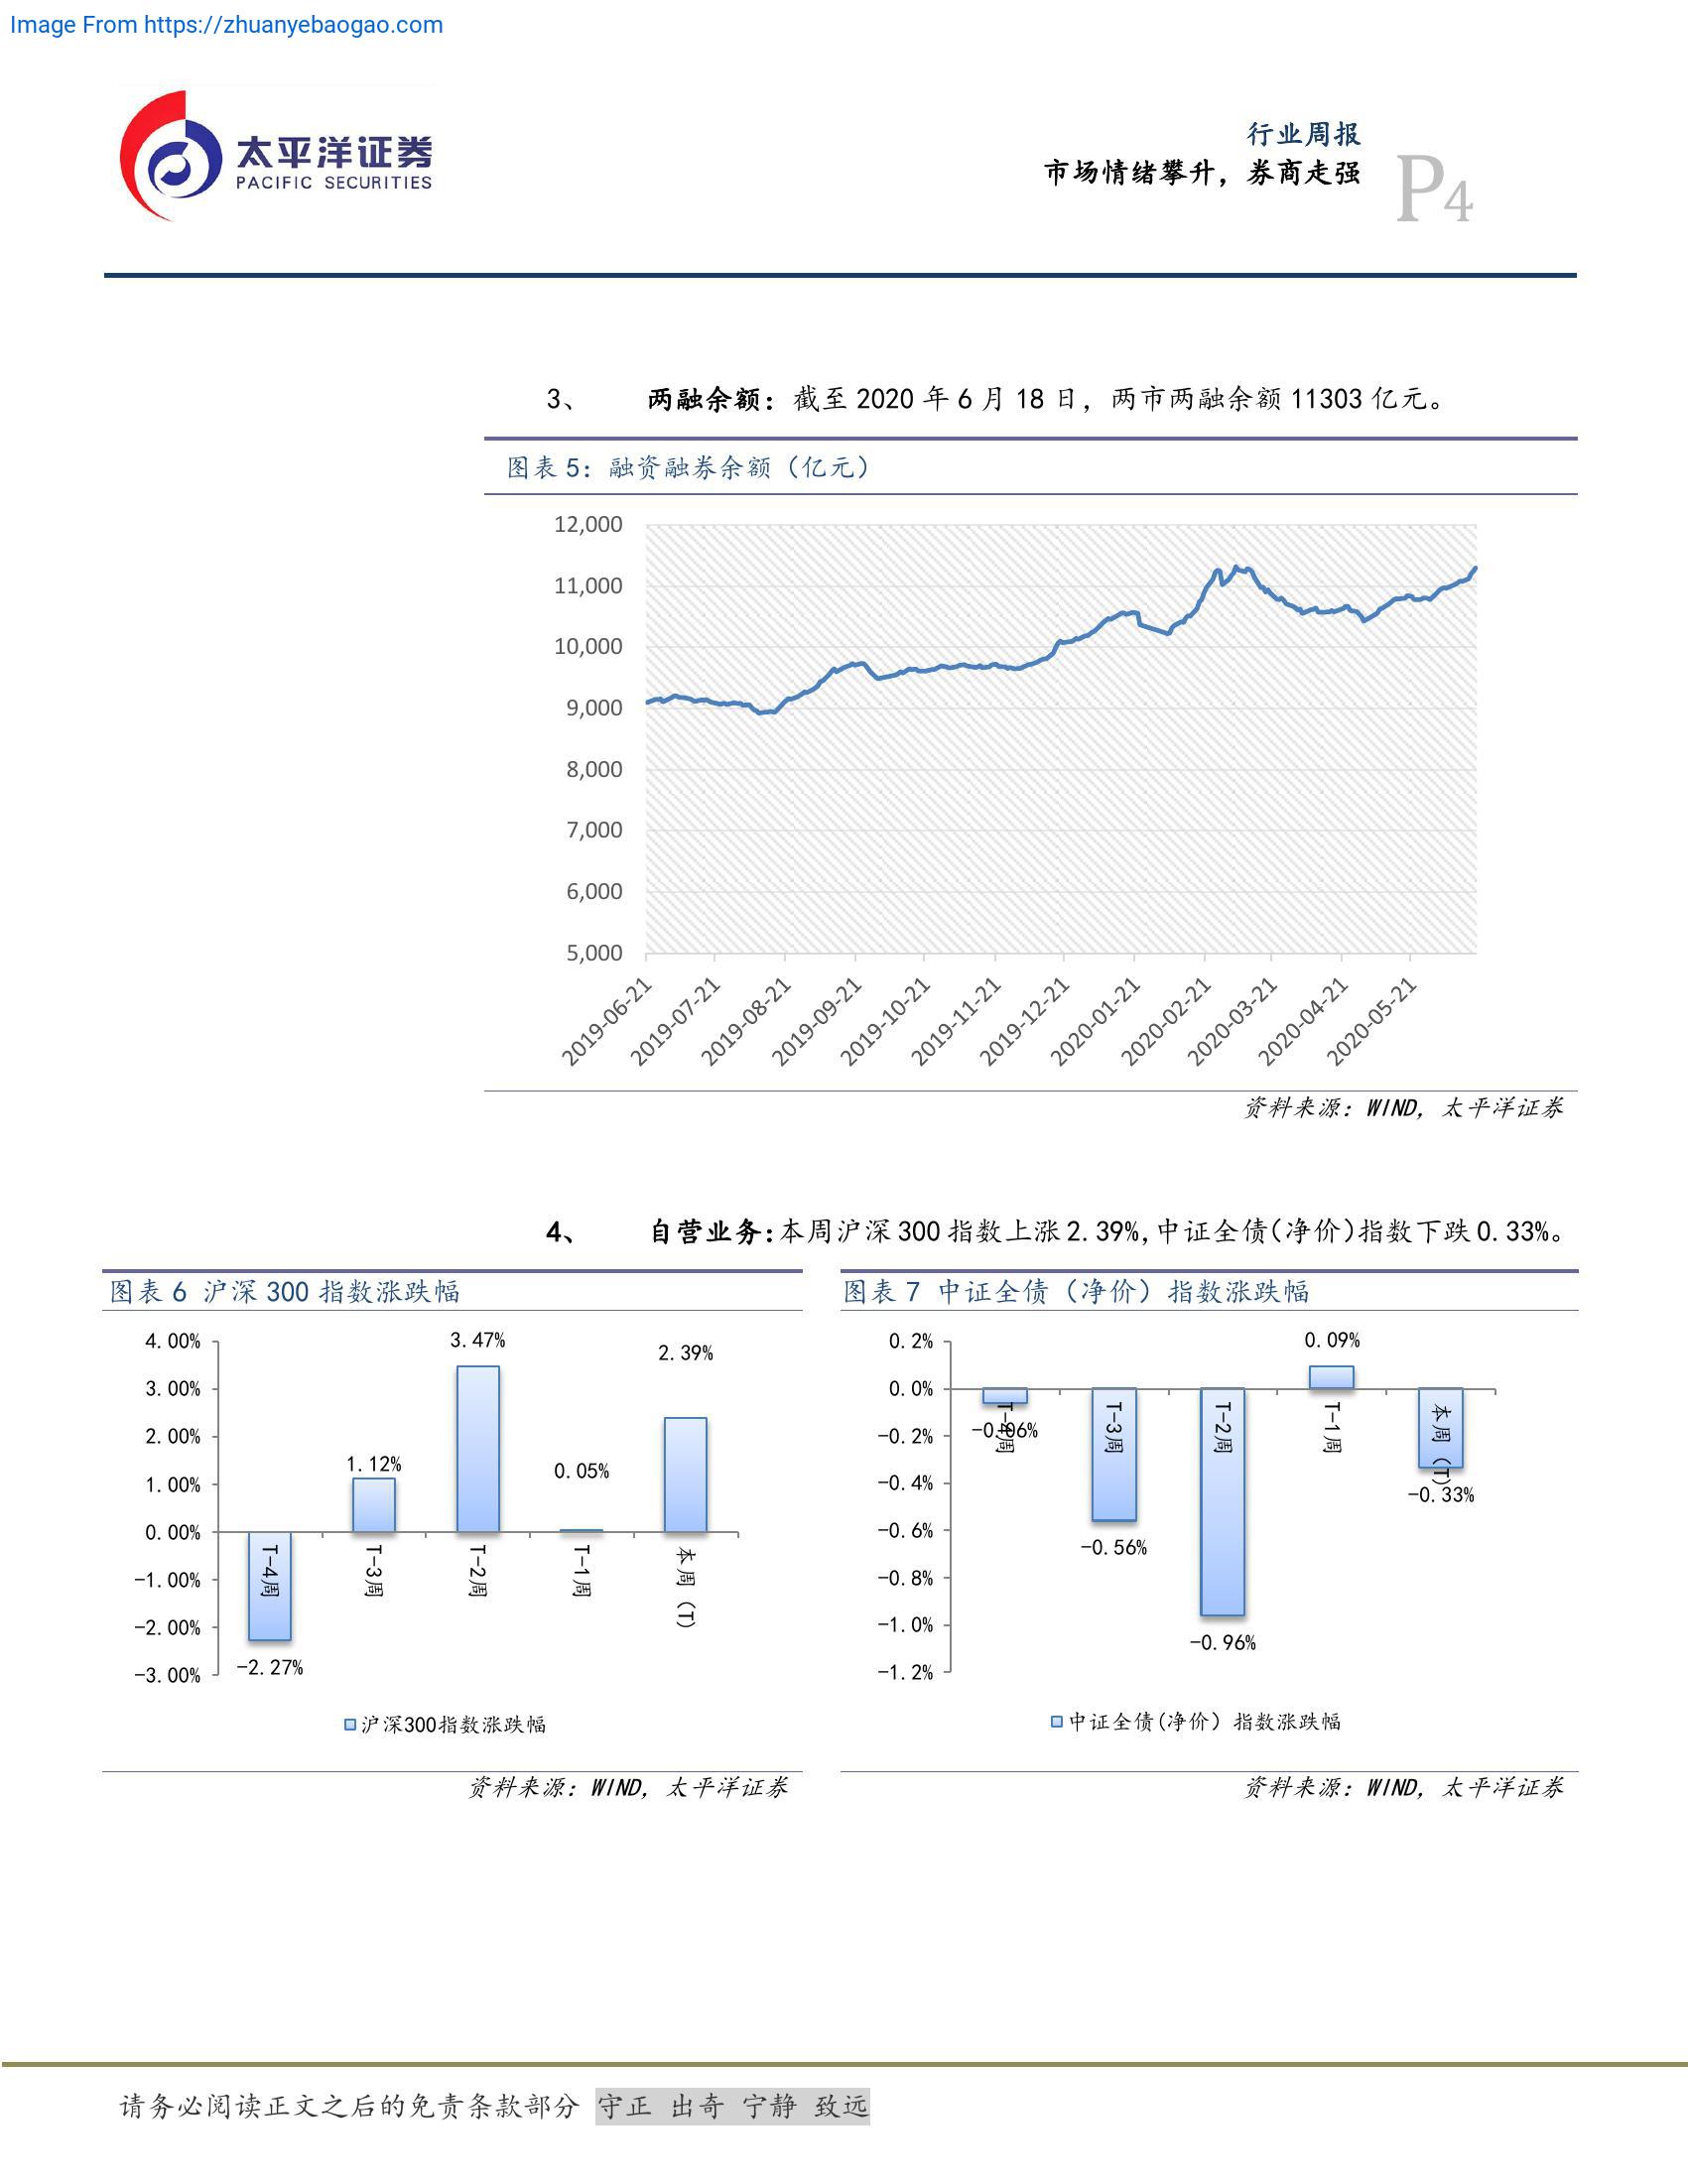 Image From https://zhuanyebaogao.com
太平洋证券
PACIFIC SECURITIES
行业周报
市场情绪攀升，券商走强
P4
3、 两融余额：截至 2020 年 6 月 18 日，两市两融余额 11303 亿元。
图表 5：融资融券余额（亿元）
12,000
11,000
10,000
9,000
8,000
7,000
6,000
5,000
2019-06-21
2019-07-21
2019-08-21
2019-09-21
2019-10-21
2019-11-21
2019-12-21
2020-01-21
2020-02-21
2020-03-21
2020-04-21
2020-05-21
资料来源：WIND，太平洋证券
4、 自营业务:本周沪深 300 指数上涨 2.39%,中证全债(净价)指数下跌 0.33%。
图表 6 沪深 300 指数涨跌幅
4.00%
3.00%
2.00%
1.00%
0.00%
-1.00%
-2.00%
-3.00%
-2.27%
1.12%
3.47%
0.05%
2.39%
T-4周
T-3周
T-2周
T-1周
本周（T）
沪深300指数涨跌幅
资料来源：WIND，太平洋证券
图表 7 中证全债（净价）指数涨跌幅
0.2%
0.0%
-0.2%
-0.4%
-0.6%
-0.8%
-1.0%
-1.2%
-0.06%
-0.56%
-0.96%
0.09%
-0.33%
T-4周
T-3周
T-2周
T-1周
本周（T）
中证全债(净价）指数涨跌幅
资料来源：WIND，太平洋证券
请务必阅读正文之后的免责条款部分 守正 出奇 宁静 致远